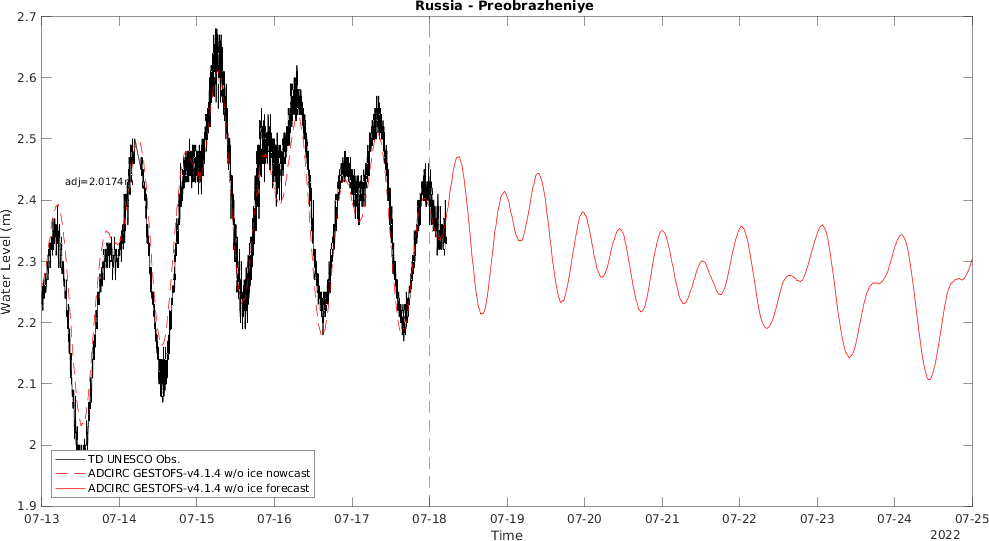 Russia - Preobrazheniye
2.7
2.6
2.5
2.4
2.3
2.2
2.1
2
1.9
Water Level (m)
adj=2.0174m
TD UNESCO Obs.
ADCIRC GESTOFS-v4.1.4 w/o ice nowcast
ADCIRC GESTOFS-v4.1.4 w/o ice forecast
07-13 07-14 07-15 07-16 07-17 07-18 07-19 07-20 07-21 07-22 07-23 07-24 07-25
Time
2022